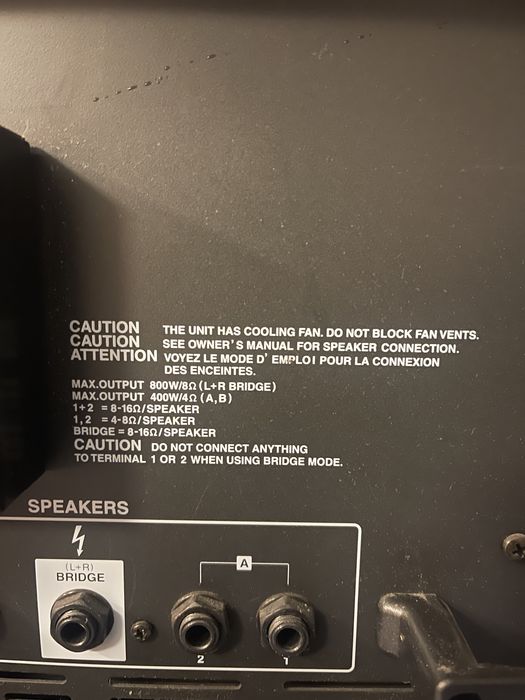 CAUTION THE UNIT HAS COOLING FAN. DO NOT BLOCK FAN VENTS.
CAUTION SEE OWNER'S MANUAL FOR SPEAKER CONNECTION.
ATTENTION VOYEZ LE MODE D' EMPLOI POUR LA CONNEXION
DES ENCEINTES.
MAX.OUTPUT 800W/8Ω (L+R BRIDGE)
MAX.OUTPUT 400W/4Ω (A,B)
1+2 = 8-16Ω/SPEAKER
1,2 = 4-8Ω/SPEAKER
BRIDGE = 8-16Ω/SPEAKER
CAUTION DO NOT CONNECT ANYTHING
TO TERMINAL 1 OR 2 WHEN USING BRIDGE MODE.
SPEAKERS
(L+R)
BRIDGE
A
2 1